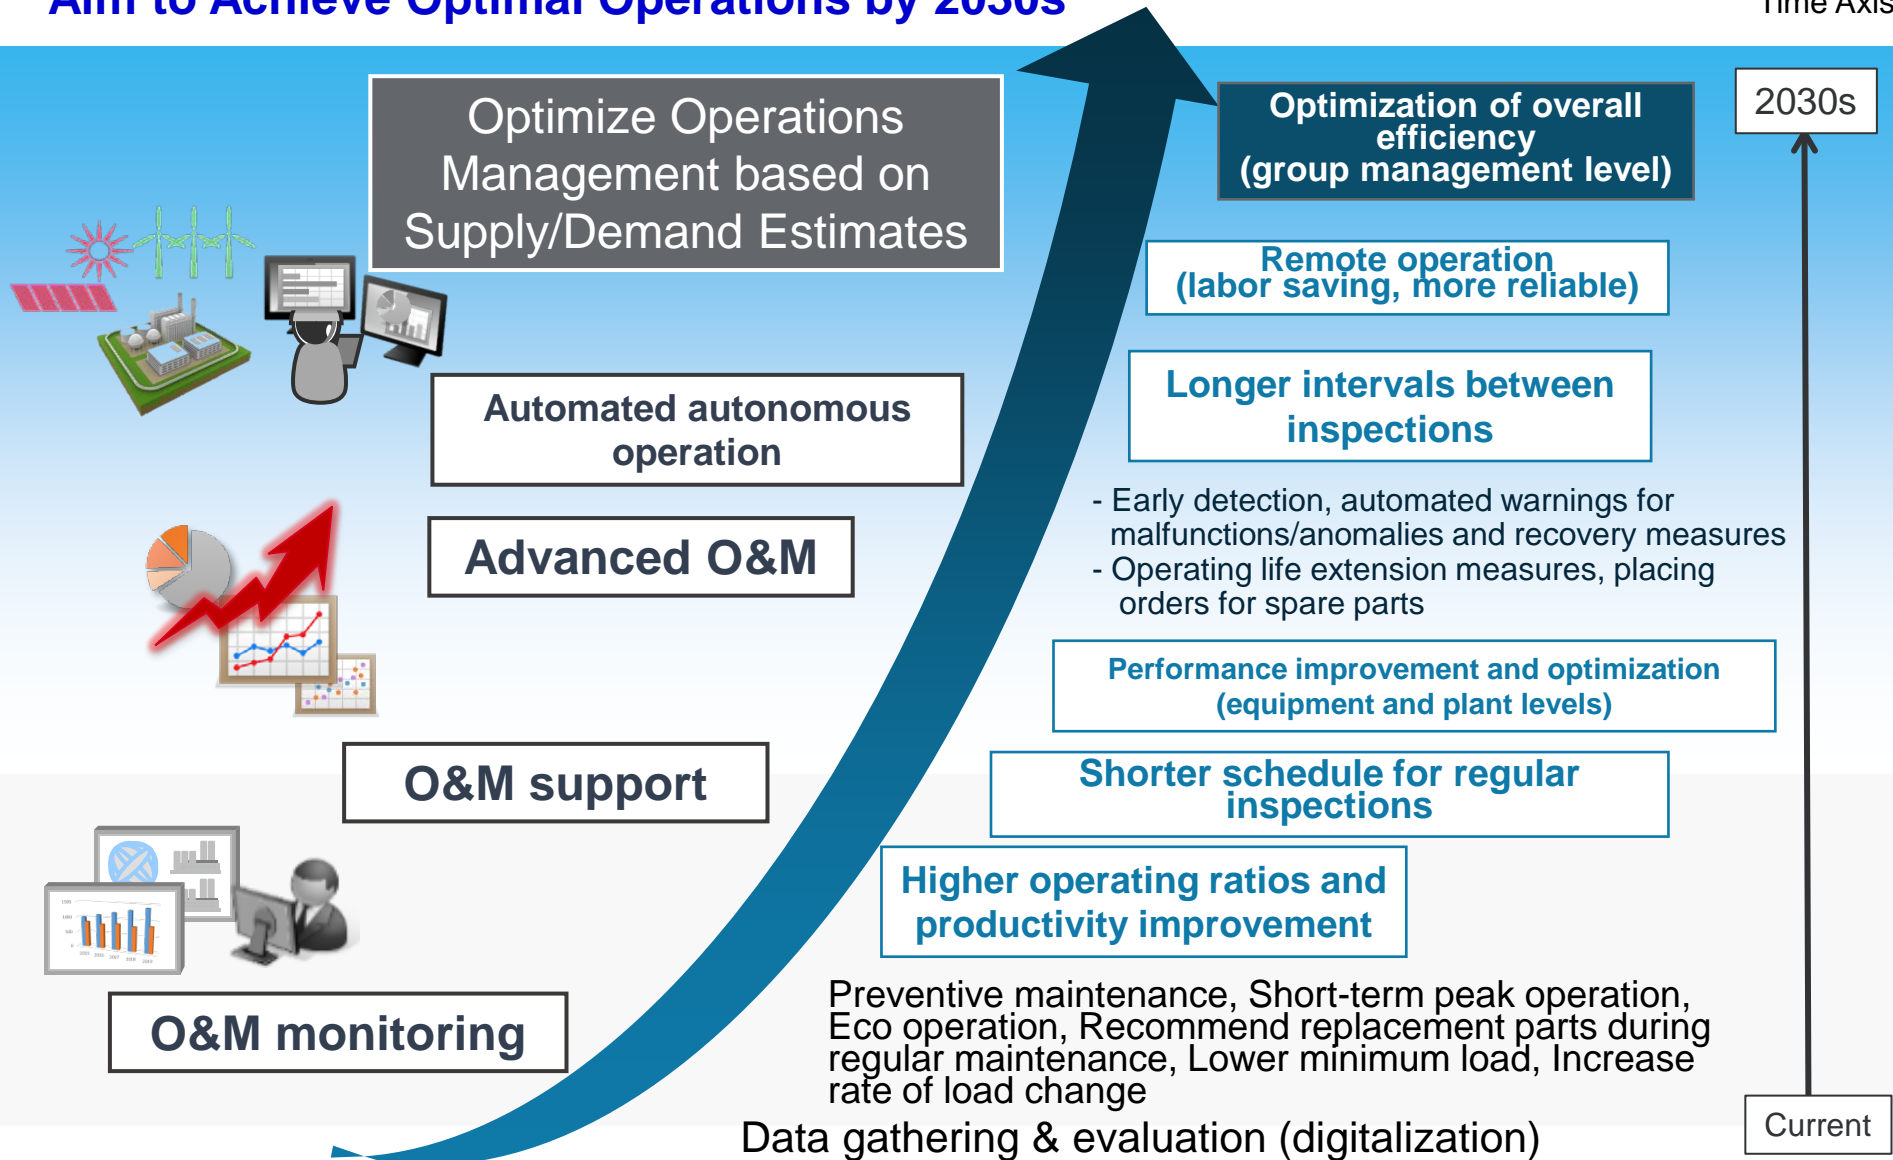 Aim to Achieve Optimal Operations by 2030s
Time Axis
Optimize Operations
Management based on
Supply/Demand Estimates
Optimization of overall
efficiency
(group management level)
2030s
Remote operation
(labor saving, more reliable)
Automated autonomous
operation
Longer intervals between
inspections
- Early detection, automated warnings for
malfunctions/anomalies and recovery measures
- Operating life extension measures, placing
orders for spare parts
Advanced O&M
Performance improvement and optimization
(equipment and plant levels)
O&M support
Shorter schedule for regular
inspections
Higher operating ratios and
productivity improvement
O&M monitoring
Preventive maintenance, Short-term peak operation,
Eco operation, Recommend replacement parts during
regular maintenance, Lower minimum load, Increase
rate of load change
Data gathering & evaluation (digitalization)
Current